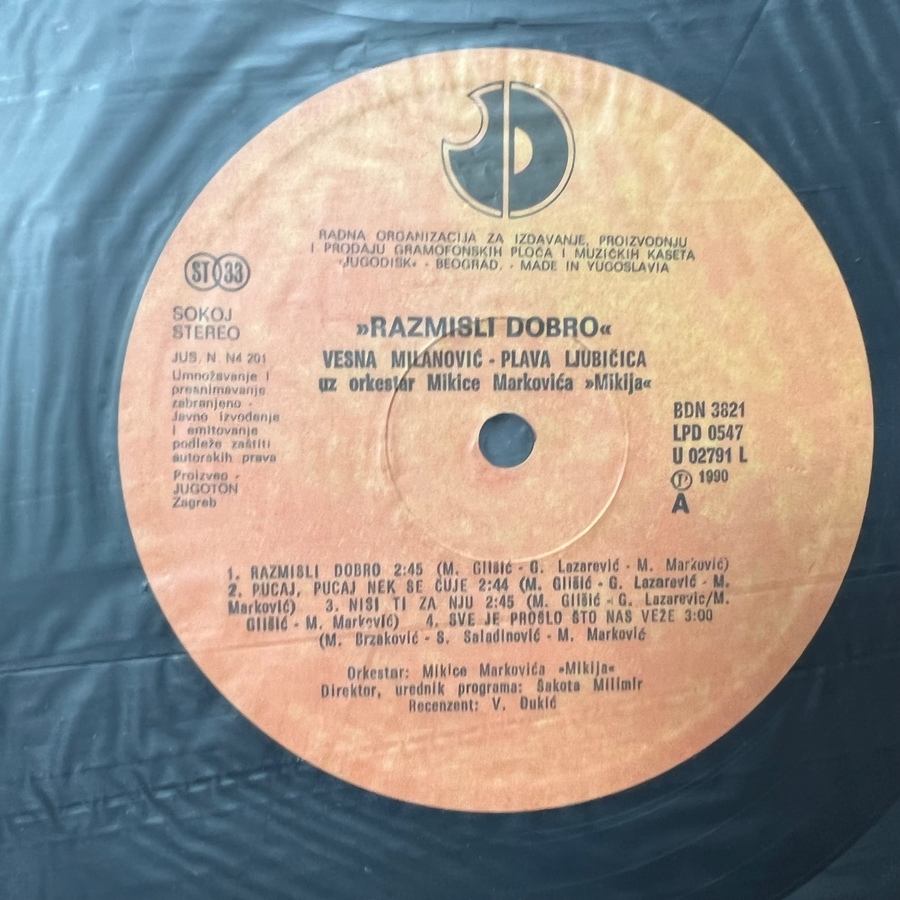 JD
RADNA ORGANIZACIJA ZA IZDAVANJE, PROIZVODNJU
I PRODAJU GRAMOFONSKIH PLOČA I MUZIČKIH KASETA
»JUGODISK« - BEOGRAD. - MADE IN YUGOSLAVIA
ST 33
SOKOJ
STEREO
JUS. N. N4 201
Umnožavanje i
presnimavanje
zabranjeno -
Javno izvođenje
i emitovanje
podleže zaštiti
autorskih prava
Proizveo -
JUGOTON
Zagreb
»RAZMISLI DOBRO«
VESNA MILANOVIĆ - PLAVA LJUBIČICA
uz orkestar Mikice Markovića »Mikija«
BDN 3821
LPD 0547
U 02791 L
Ⓟ 1990
A
1. RAZMISLI DOBRO 2:45 (M. Glišić - G. Lazarević - M. Marković)
2. PUCAJ, PUCAJ NEK SE ČUJE 2:44 (M. Glišić - G. Lazarević - M.
Marković) 3. NISI TI ZA NJU 2:45 (M. Glišić - G. Lazarevic/M.
Glišić - M. Marković) 4. SVE JE PROŠLO ŠTO NAS VEŽE 3:00
(M. Brzaković - S. Saladinović - M. Marković
Orkestar: Mikice Markovića »Mikija«
Direktor, urednik programa: Šakota Milimir
Recenzent: V. Đukić